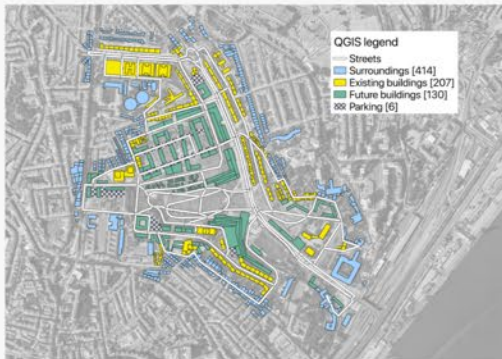 QGIS legend
Streets
Surroundings [414]
Existing buildings [207]
Future buildings [130]
Parking [6]